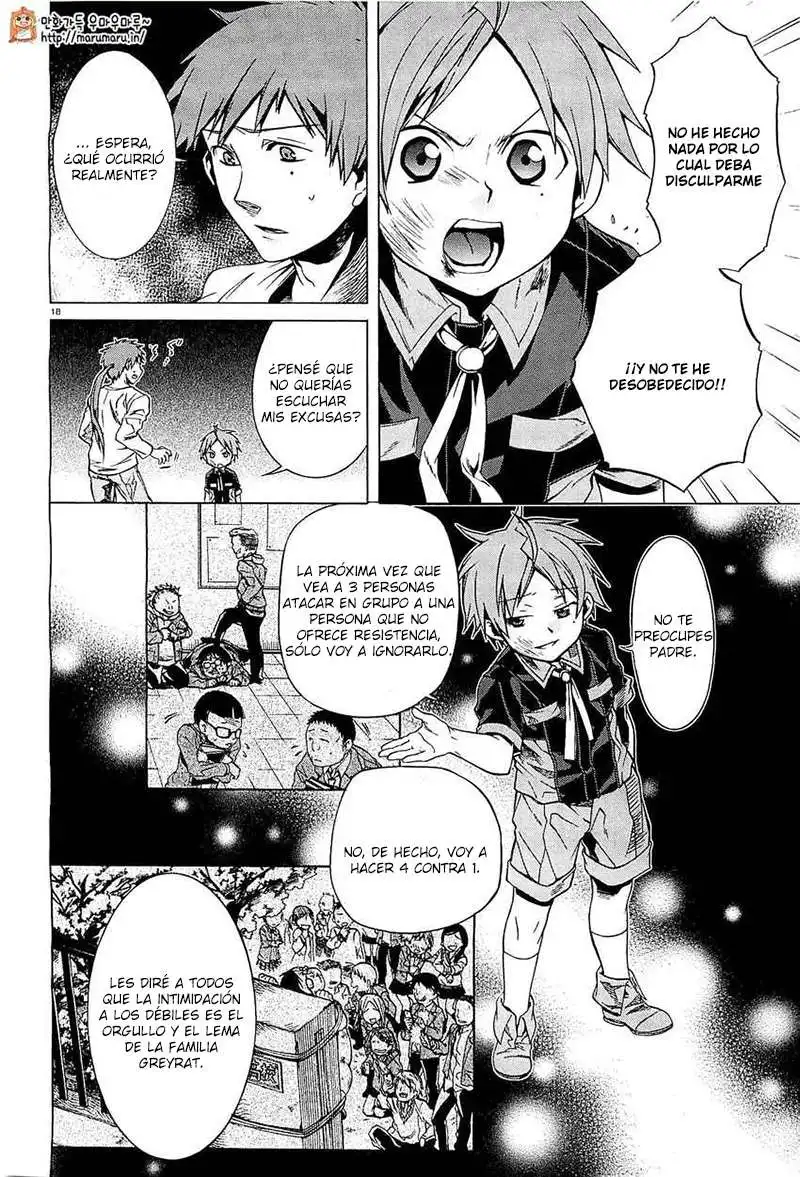 만화가득 우마우마루~
http://marumaru.in/
NO HE HECHO
NADA POR LO
CUAL DEBA
DISCULPARME
¡¡Y NO TE HE
DESOBEDECIDO!!
... ESPERA,
¿QUÉ OCURRIÓ
REALMENTE?
18
¿PENSÉ QUE
NO QUERÍAS
ESCUCHAR
MIS EXCUSAS?
NO TE
PREOCUPES
PADRE.
LA PRÓXIMA VEZ QUE
VEA A 3 PERSONAS
ATACAR EN GRUPO A UNA
PERSONA QUE NO
OFRECE RESISTENCIA,
SÓLO VOY A IGNORARLO.
NO, DE HECHO, VOY A
HACER 4 CONTRA 1.
LES DIRÉ A TODOS
QUE LA INTIMIDACIÓN
A LOS DÉBILES ES EL
ORGULLO Y EL LEMA
DE LA FAMILIA
GREYRAT.